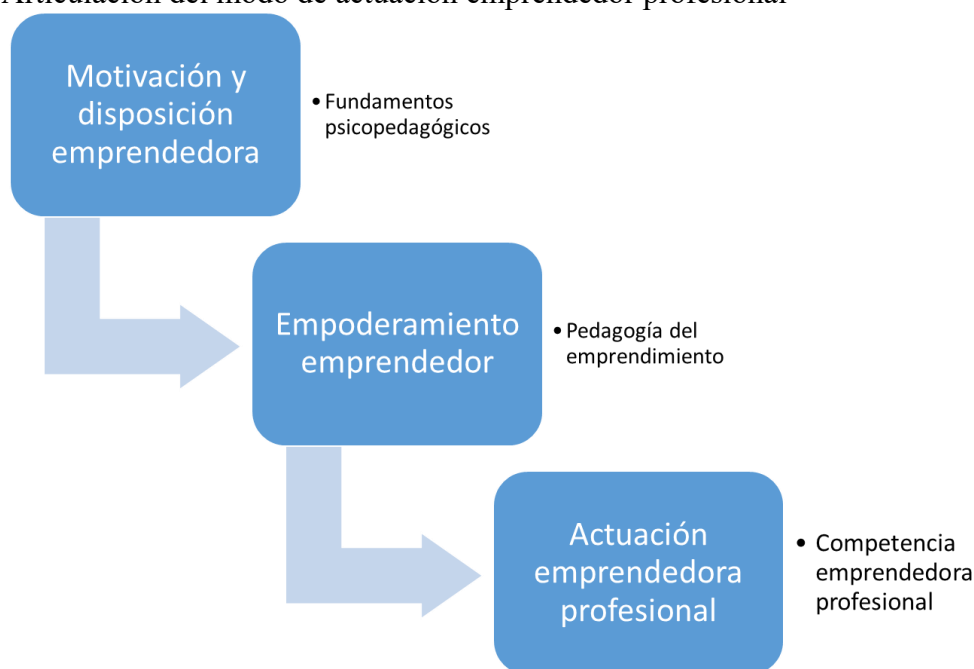 Articulación del modo de actuación emprendedor profesional
Motivación y
disposición
emprendedora
• Fundamentos
psicopedagógicos
Empoderamiento
emprendedor
• Pedagogía del
emprendimiento
Actuación
emprendedora
profesional
• Competencia
emprendedora
profesional